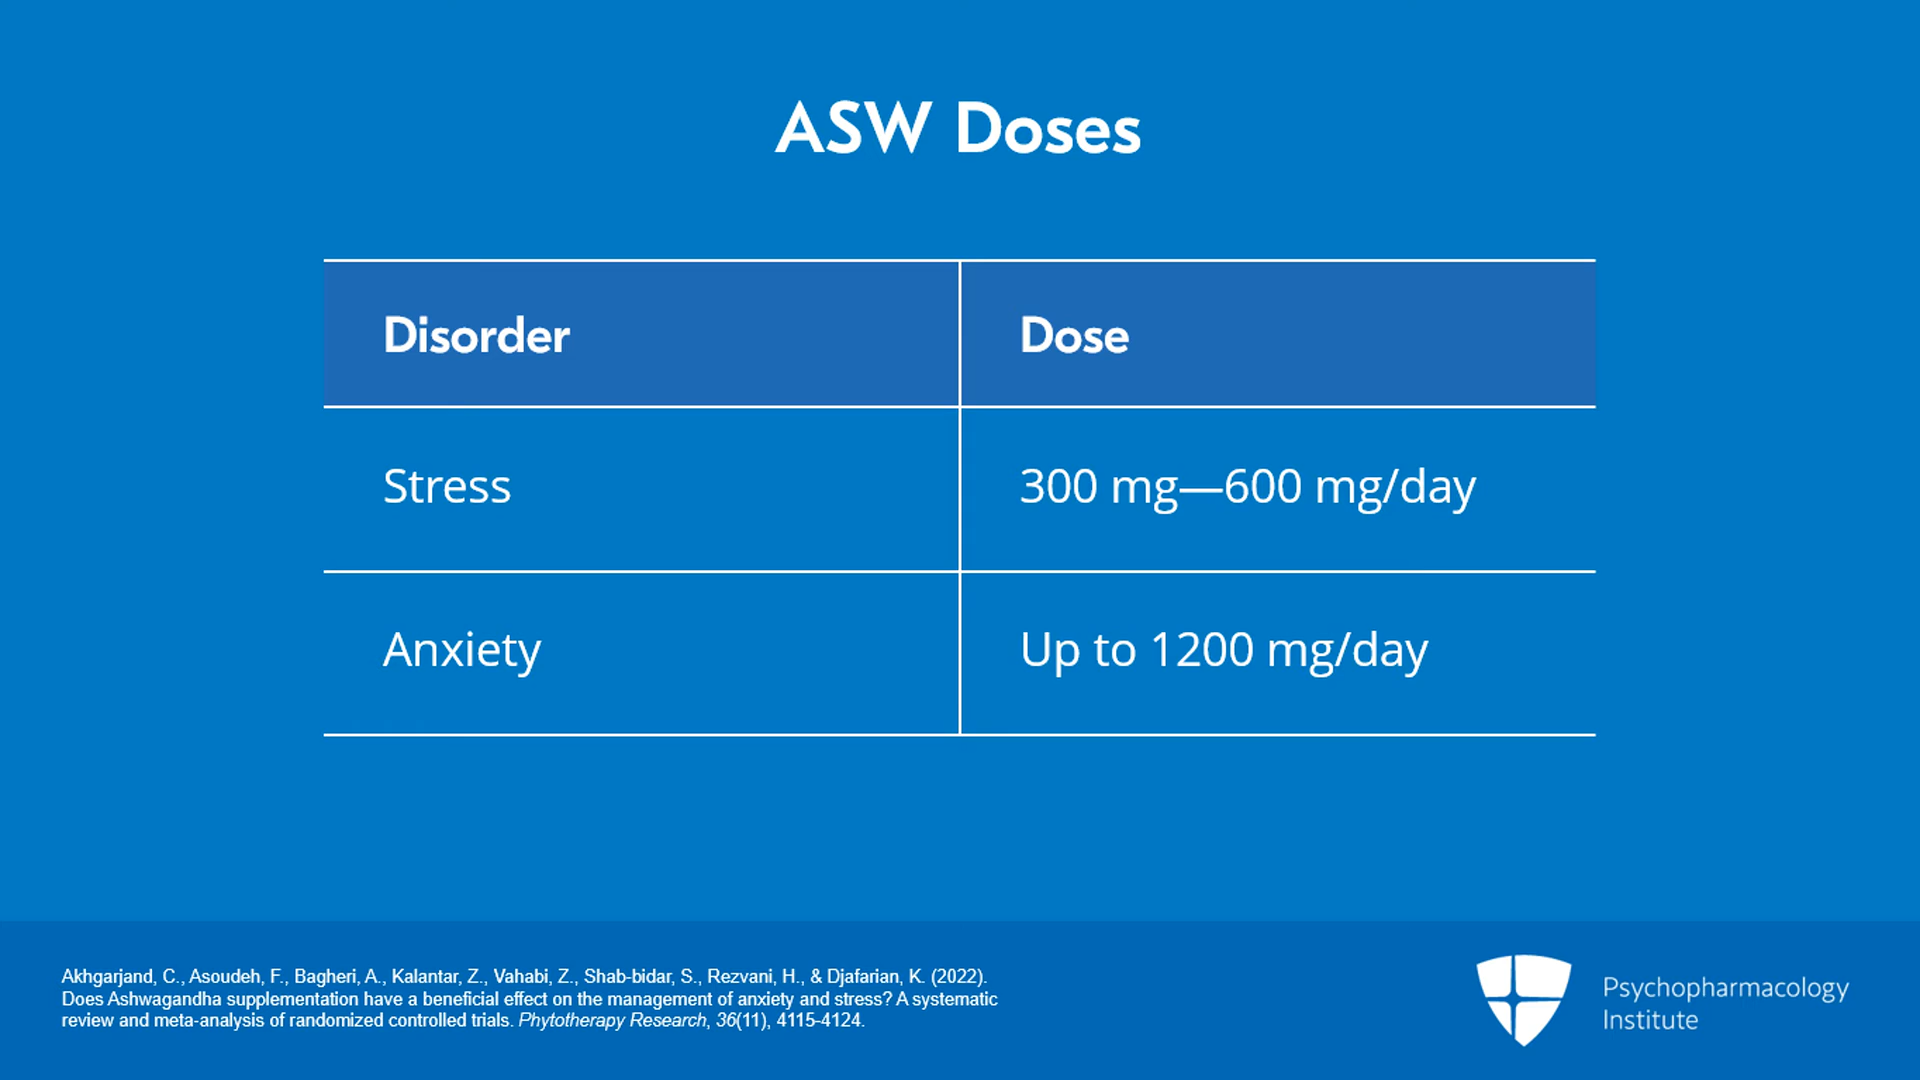 ASW Doses
Disorder
Dose
Stress
300 mg—600 mg/day
Anxiety
Up to 1200 mg/day
Akhgarjand, C., Asoudeh, F., Bagheri, A., Kalantar, Z., Vahabi, Z., Shab-bidar, S., Rezvani, H., & Djafarian, K. (2022).
Does Ashwagandha supplementation have a beneficial effect on the management of anxiety and stress? A systematic
review and meta-analysis of randomized controlled trials. Phytotherapy Research, 36(11), 4115-4124.
Psychopharmacology
Institute